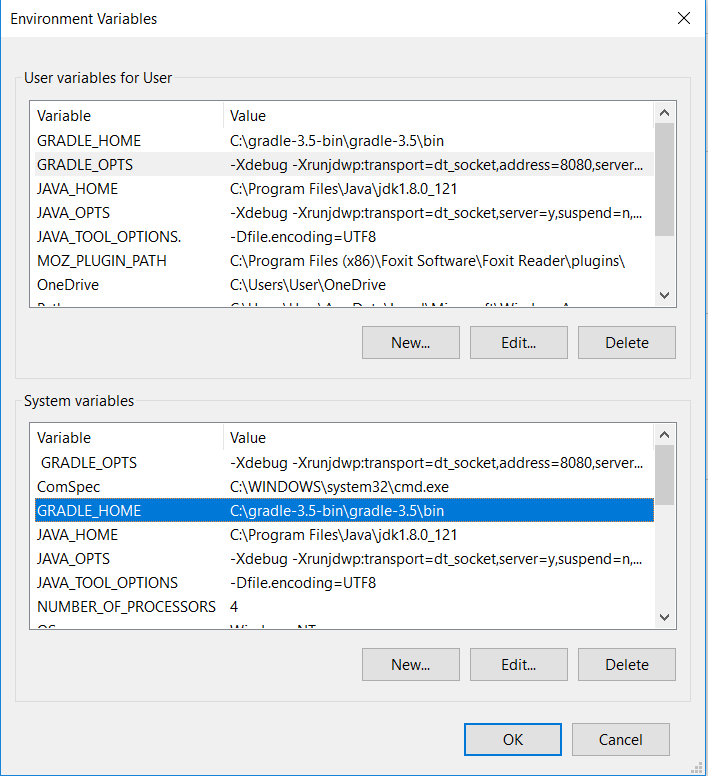 Environment Variables
User variables for User
Variable Value
GRADLE_HOME C:\gradle-3.5-bin\gradle-3.5\bin
GRADLE_OPTS -Xdebug -Xrunjdwp:transport=dt_socket,address=8080,server...
JAVA_HOME C:\Program Files\Java\jdk1.8.0_121
JAVA_OPTS -Xdebug -Xrunjdwp:transport=dt_socket,server=y,suspend=n,...
JAVA_TOOL_OPTIONS. -Dfile.encoding=UTF8
MOZ_PLUGIN_PATH C:\Program Files (x86)\Foxit Software\Foxit Reader\plugins\
OneDrive C:\Users\User\OneDrive
New... Edit... Delete
System variables
Variable Value
GRADLE_OPTS -Xdebug -Xrunjdwp:transport=dt_socket,address=8080,server...
ComSpec C:\WINDOWS\system32\cmd.exe
GRADLE_HOME C:\gradle-3.5-bin\gradle-3.5\bin
JAVA_HOME C:\Program Files\Java\jdk1.8.0_121
JAVA_OPTS -Xdebug -Xrunjdwp:transport=dt_socket,server=y,suspend=n,...
JAVA_TOOL_OPTIONS -Dfile.encoding=UTF8
NUMBER_OF_PROCESSORS 4
New... Edit... Delete
OK Cancel